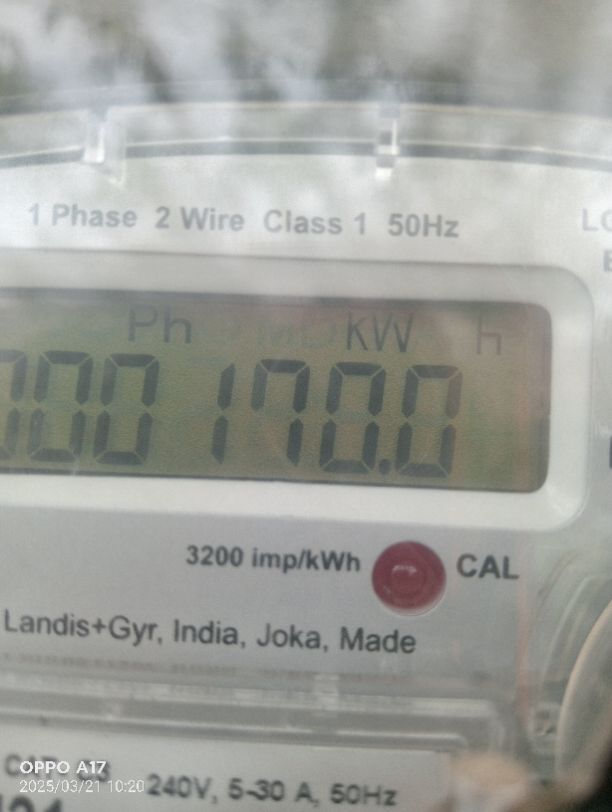 1 Phase 2 Wire Class 1 50Hz
Ph MD kW h
000170.0
3200 imp/kWh CAL
Landis+Gyr, India, Joka, Made
OPPO A17
240V, 5-30 A, 50Hz
2025/03/21 10:20